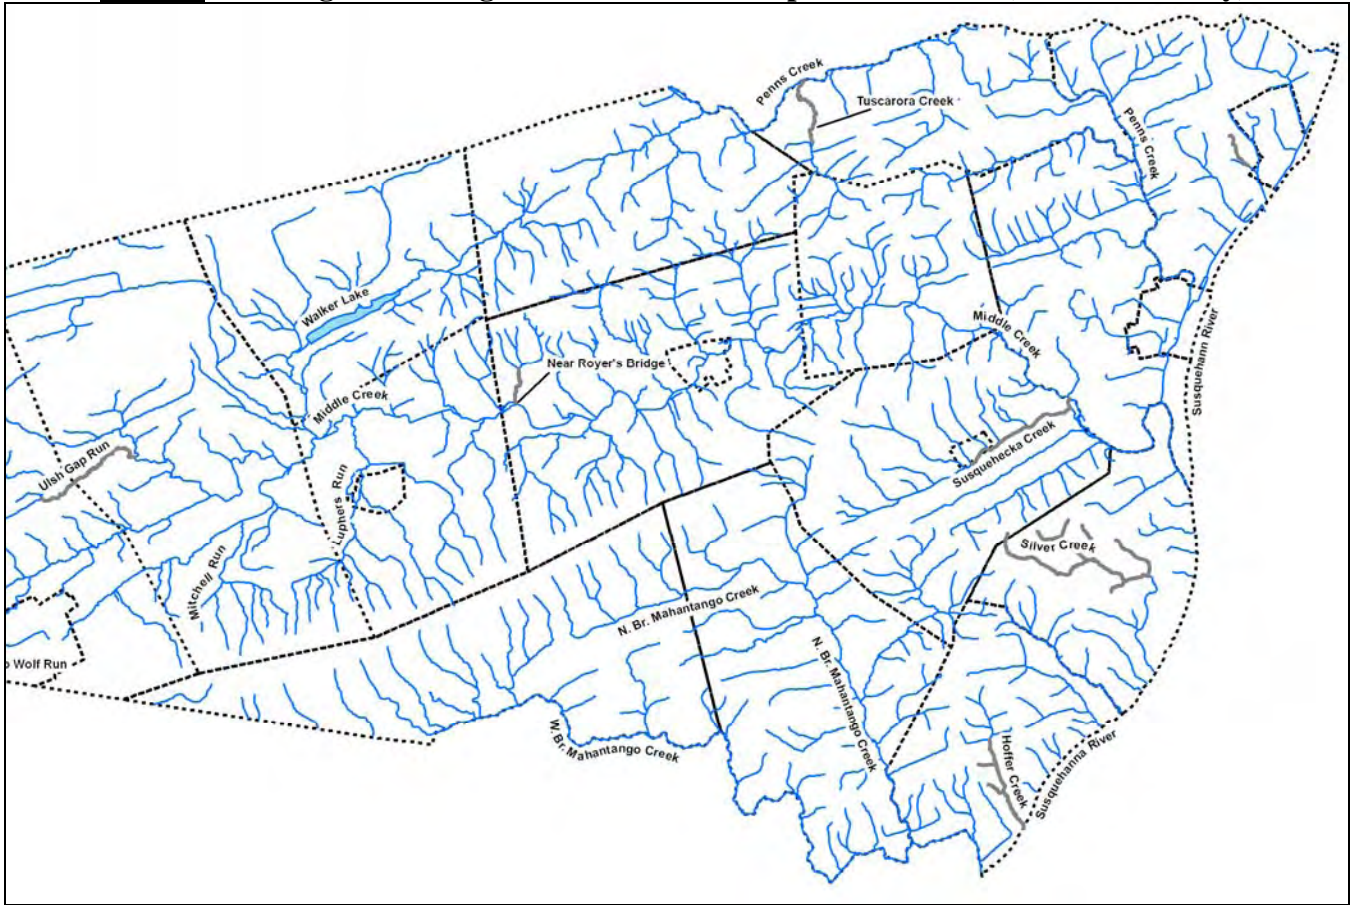 Penns Creek
Tuscarora Creek
Penns Creek
Walker Lake
Middle Creek
Susquehann River
Near Royer's Bridge
Middle Creek
Ulsh Gap Run
Luphers Run
Susquehecka Creek
Silver Creek
Mitchell Run
N. Br. Mahantango Creek
Wolf Run
N. Br. Mahantango Creek
W. Br. Mahantango Creek
Hoffer Creek
Susquehanna River